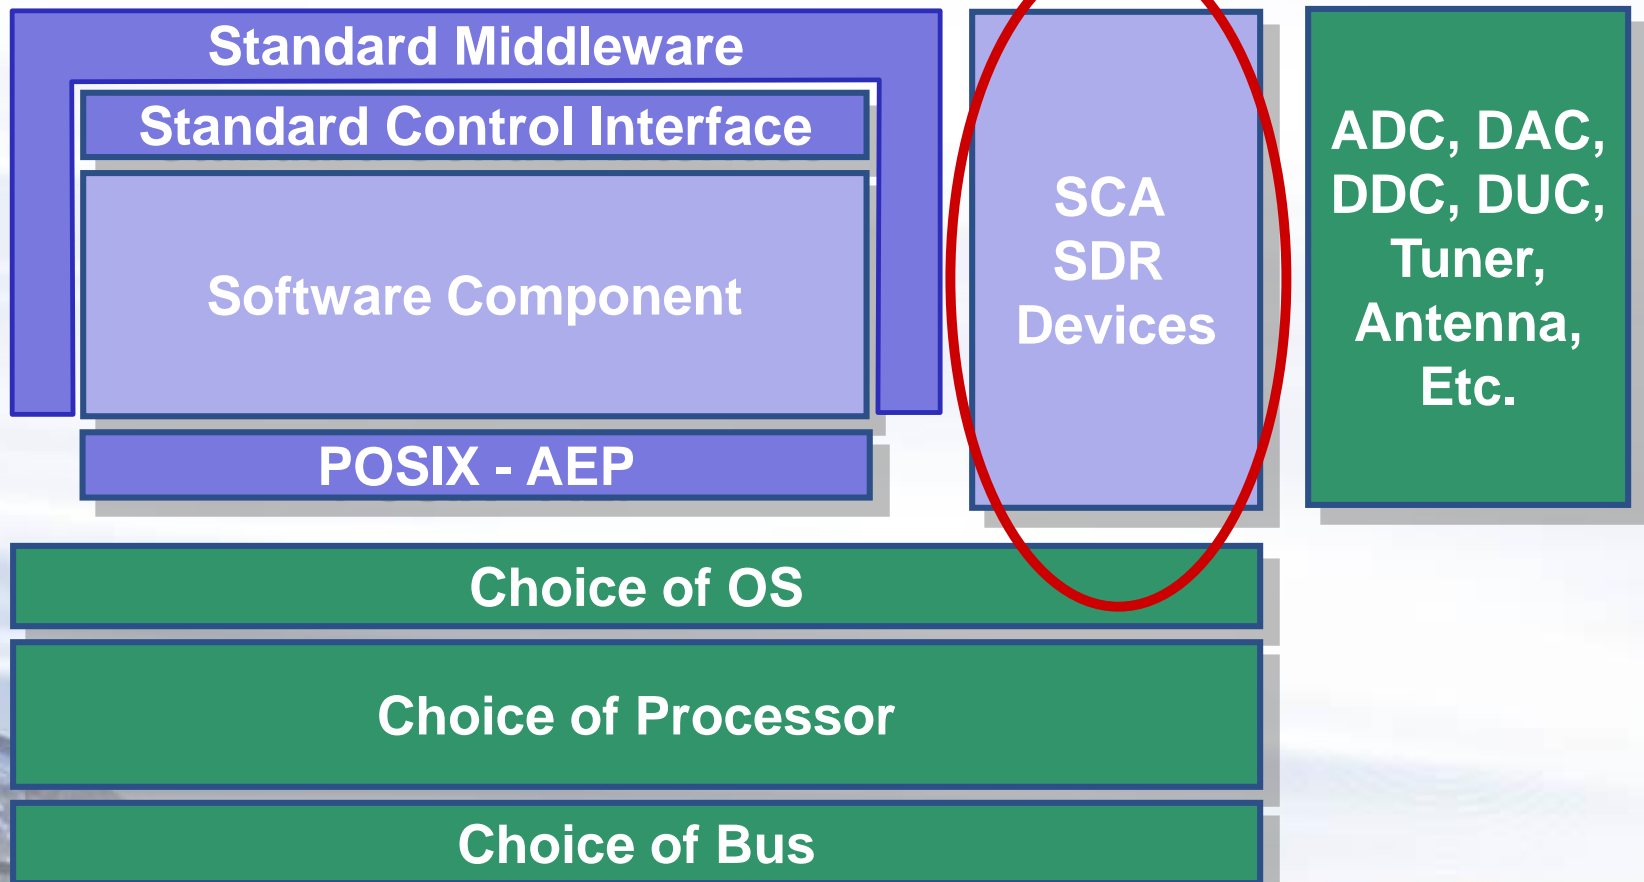 Standard Middleware
Standard Control Interface
Software Component
POSIX - AEP
SCA
SDR
Devices
ADC, DAC,
DDC, DUC,
Tuner,
Antenna,
Etc.
Choice of OS
Choice of Processor
Choice of Bus